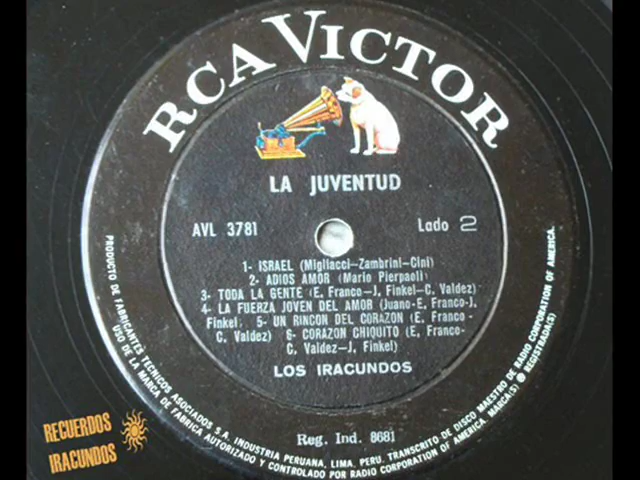 RCA VICTOR
LA JUVENTUD
AVL 3781
Lado 2
1- ISRAEL (Migliacci-Zambrini-Cini)
2- ADIOS AMOR (Mario Pierpaoli)
3- TODA LA GENTE (E. Franco-J. Finkel-C. Valdez)
4- LA FUERZA JOVEN DEL AMOR (Juano-E. Franco-J.
Finkel) 5- UN RINCON DEL CORAZON (E. Franco-
C. Valdez) 6- CORAZON CHIQUITO (E. Franco-
C. Valdez-J. Finkel)
LOS IRACUNDOS
Reg. Ind. 8681
PRODUCTO DE FABRICANTES TECNICOS ASOCIADOS S.A. INDUSTRIA PERUANA, LIMA, PERU. TRANSCRITO DE DISCO MAESTRO DE RADIO CORPORATION OF AMERICA.
USO DE LA MARCA DE FABRICA AUTORIZADO Y CONTROLADO POR RADIO CORPORATION OF AMERICA. MARCA(S) ® REGISTRADA(S)
RECUERDOS
IRACUNDOS